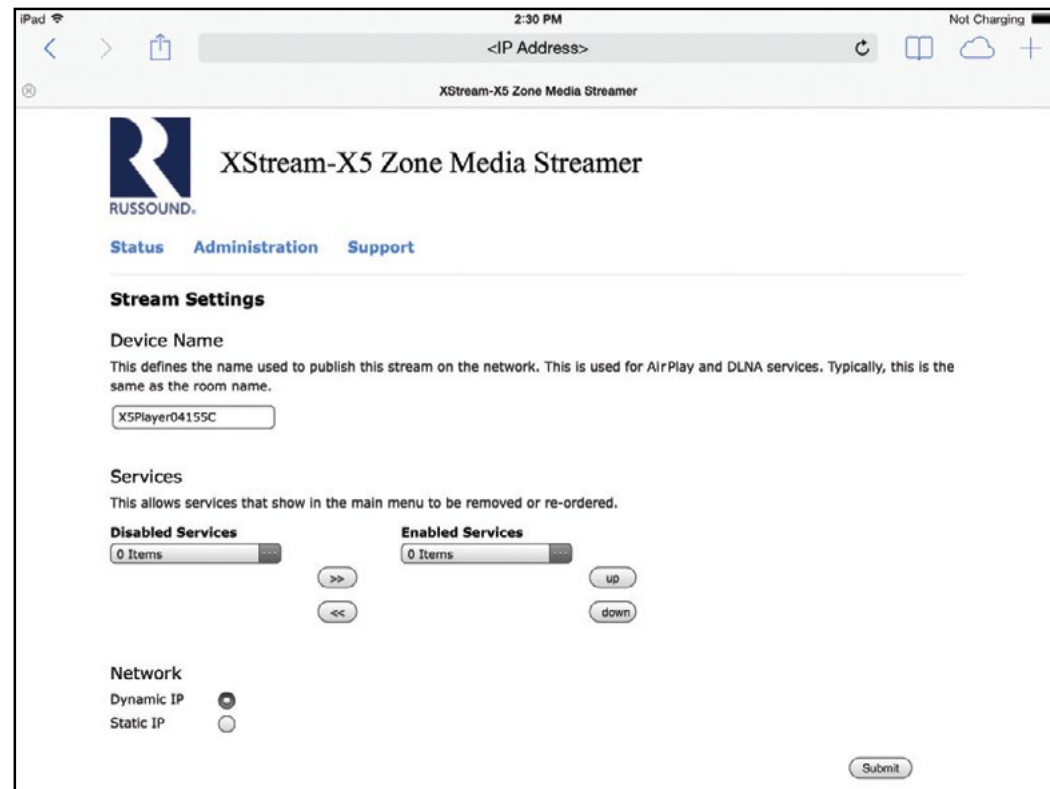 iPad 2:30 PM Not Charging
<IP Address>
XStream-X5 Zone Media Streamer
RUSSOUND®
XStream-X5 Zone Media Streamer
Status Administration Support
Stream Settings
Device Name
This defines the name used to publish this stream on the network. This is used for AirPlay and DLNA services. Typically, this is the
same as the room name.
X5Player04155C
Services
This allows services that show in the main menu to be removed or re-ordered.
Disabled Services Enabled Services
0 Items ... 0 Items ...
>> up
<< down
Network
Dynamic IP
Static IP
Submit